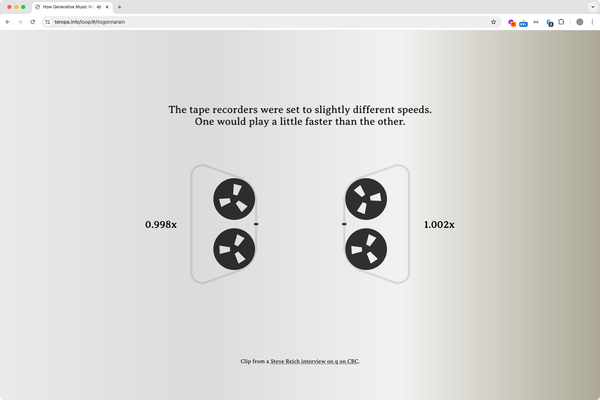 How Generative Music W
teropa.info/loop/#/itsgonnarain
The tape recorders were set to slightly different speeds.
One would play a little faster than the other.
0.998x
1.002x
Clip from a Steve Reich interview on q on CBC.